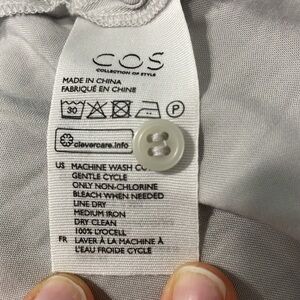 COS
COLLECTION OF STYLE
MADE IN CHINA
FABRIQUÉ EN CHINE
30 P
clevercare.info
US MACHINE WASH
GENTLE CYCLE
ONLY NON-CHLORINE
BLEACH WHEN NEEDED
LINE DRY
MEDIUM IRON
DRY CLEAN
100% LYOCELL
FR LAVER À LA MACHINE À
L'EAU FROIDE CYCLE